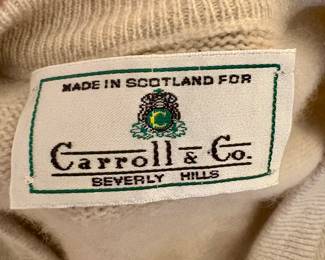 MADE IN SCOTLAND FOR
C
Carroll & Co.
BEVERLY HILLS